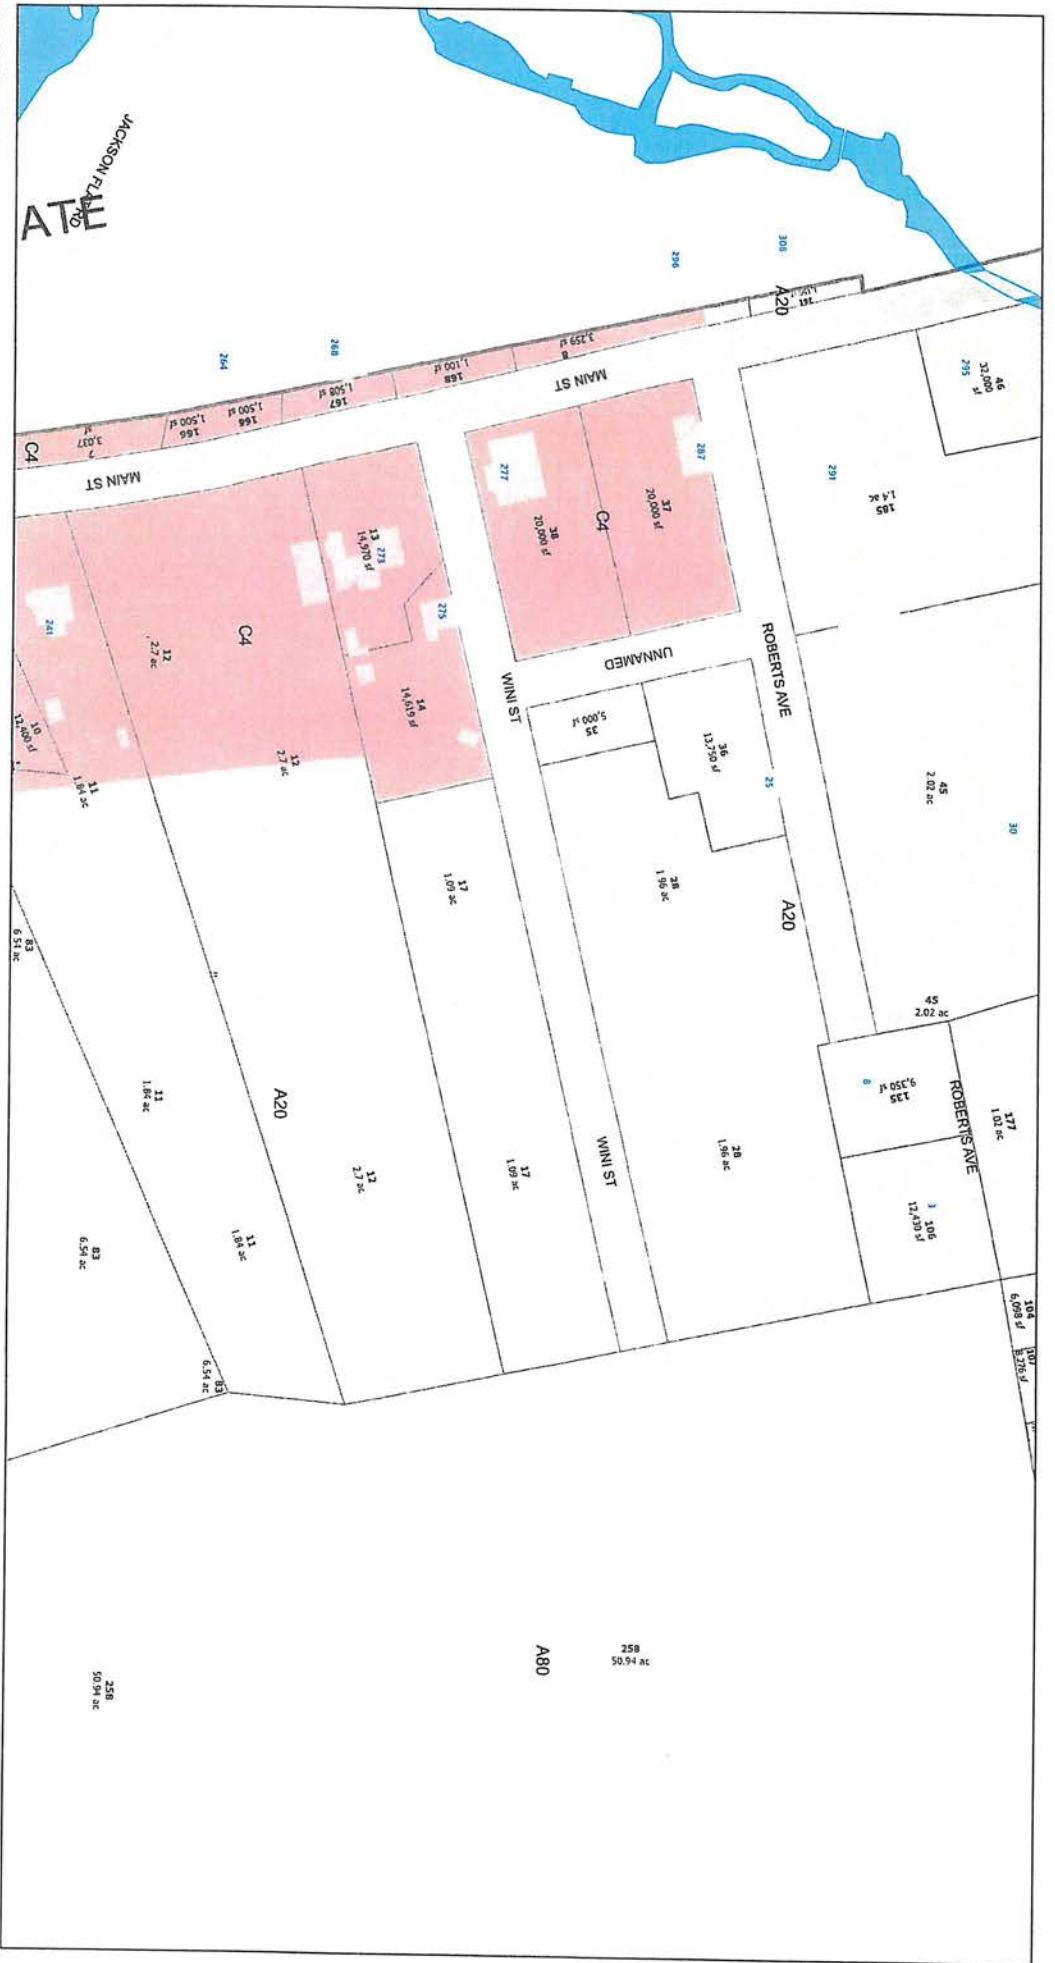 JACKSON FLAT RD
ATE
306
296
268
264
A20
161
MAIN ST
3,259 sf
8
1,100 sf
168
1,508 sf
167
1,500 sf
166
1,500 sf
166
3,037
sf
7
C4
MAIN ST
46
32,000
sf
295
291
185
1.4 ac
287
37
20,000 sf
C4
277
38
20,000 sf
273
13
14,970 sf
275
C4
241
12
2.7 ac
14
14,619 sf
WINI ST
UNNAMED
ROBERTS AVE
35
5,000 sf
36
13,750 sf
25
45
2.02 ac
30
10
12,400 sf
11
1.84 ac
12
2.7 ac
17
1.09 ac
28
1.96 ac
A20
83
6.54 ac
45
2.02 ac
135
9,350 sf
8
ROBERTS AVE
177
1.02 ac
11
1.84 ac
A20
12
2.7 ac
17
1.09 ac
WINI ST
28
1.96 ac
3
106
12,430 sf
83
6.54 ac
11
1.84 ac
104
6,098 sf
107
8,276 sf
83
6.54 ac
A80
258
50.94 ac
258
50.94 ac